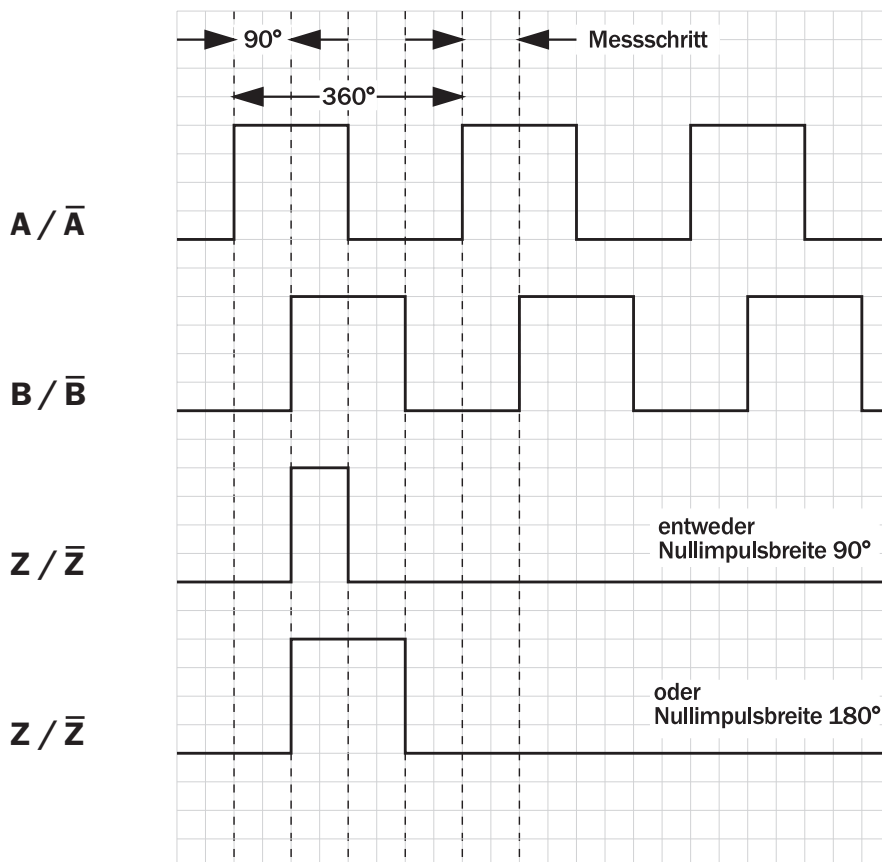 90°
Messschritt
360°
A / A̅
B / B̅
Z / Z̅
entweder
Nullimpulsbreite 90°
Z / Z̅
oder
Nullimpulsbreite 180°